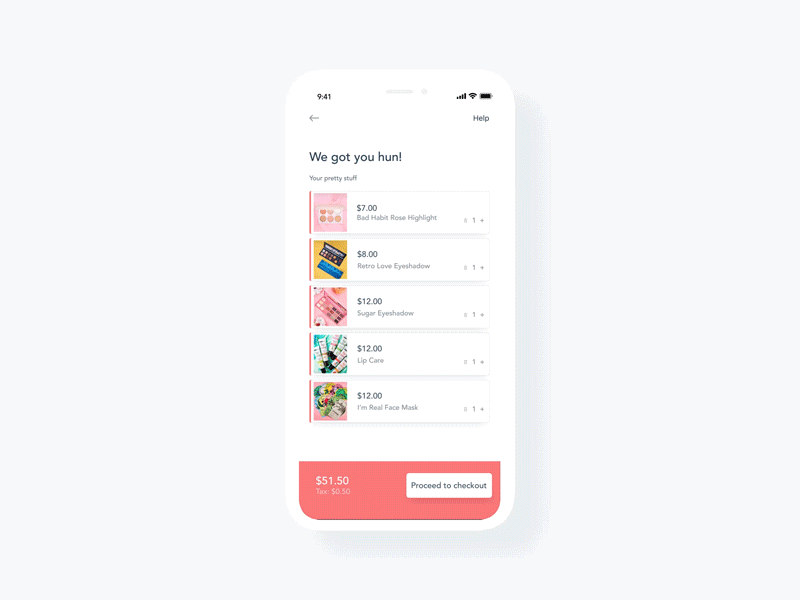 9:41
Help
We got you hun!
Your pretty stuff
$7.00
Bad Habit Rose Highlight
1 +
$8.00
Retro Love Eyeshadow
1 +
$12.00
Sugar Eyeshadow
1 +
$12.00
Lip Care
1 +
$12.00
I'm Real Face Mask
1 +
$51.50
Tax: $0.50
Proceed to checkout